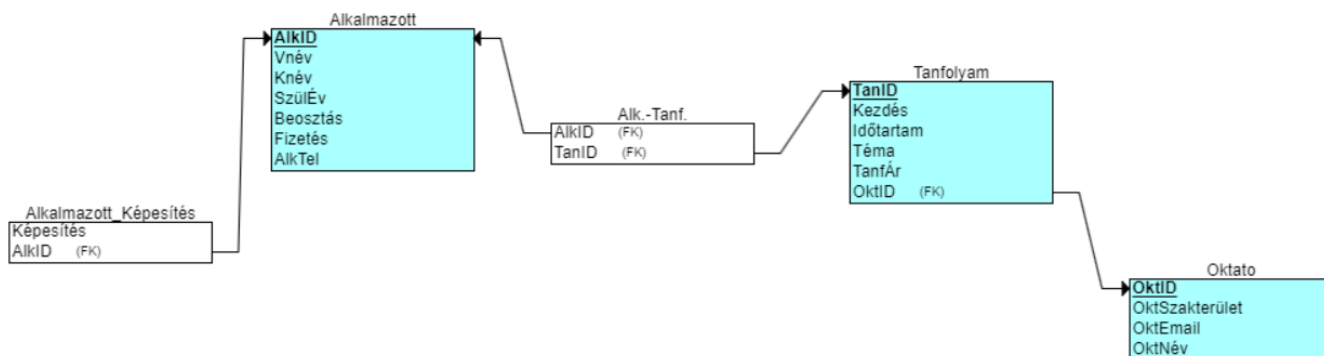 Alkalmazott
AlkID
Vnév
Knév
SzülÉv
Beosztás
Fizetés
AlkTel
Alkalmazott_Képesítés
Képesítés
AlkID (FK)
Alk.-Tanf.
AlkID (FK)
TanID (FK)
Tanfolyam
TanID
Kezdés
Időtartam
Téma
TanfÁr
OktID (FK)
Oktato
OktID
OktSzakterület
OktEmail
OktNév